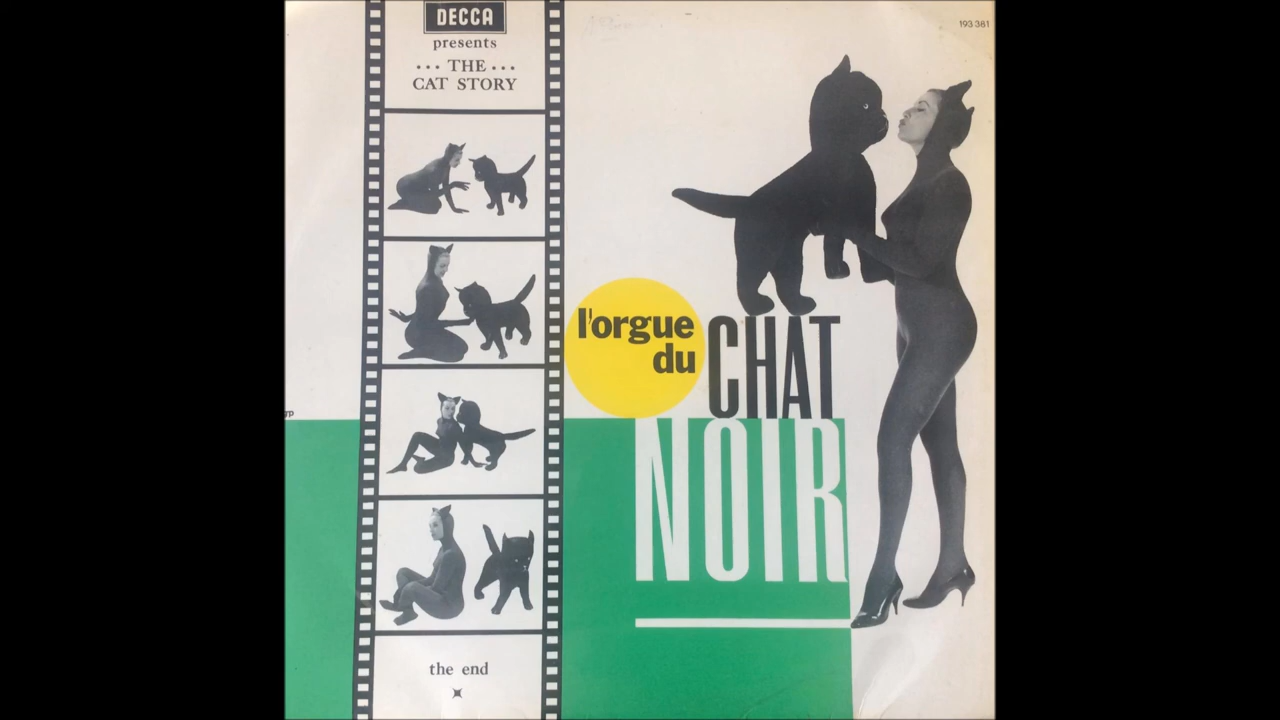 DECCA
presents
... THE ...
CAT STORY
the end
193 381
l'orgue
du
CHAT
NOIR